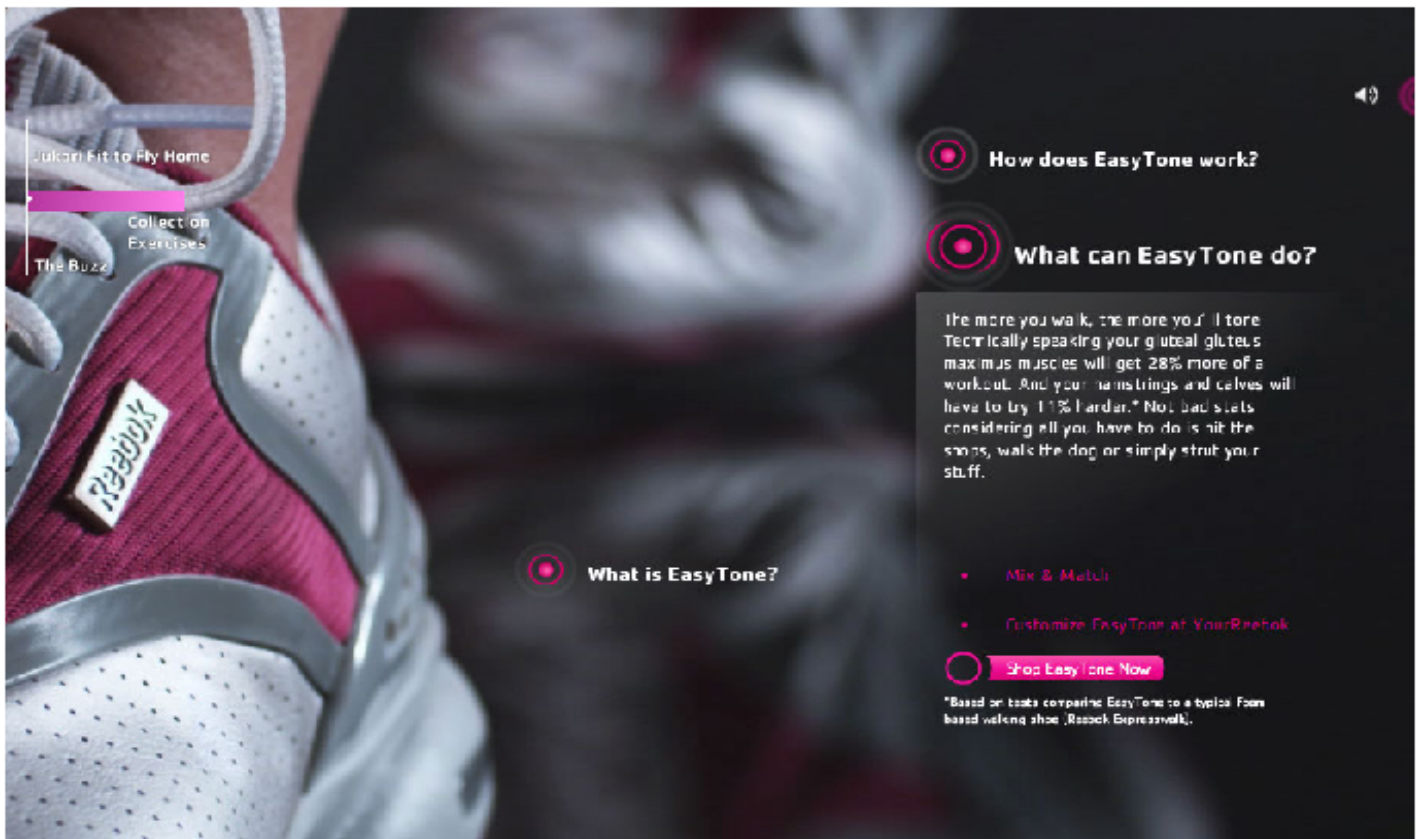 Jukari Fit to Fly Home
Collection
Exercises
The Buzz
Reebok
How does EasyTone work?
What can EasyTone do?
The more you walk, the more you'll tone
Technically speaking your gluteal gluteus
maximus muscles will get 28% more of a
workout. And your hamstrings and calves will
have to try 11% harder.* Not bad stats
considering all you have to do is hit the
shops, walk the dog or simply strut your
stuff.
What is EasyTone?
• Mix & Match
• Customize EasyTone at YourReebok
Shop EasyTone Now
*Based on tests comparing EasyTone to a typical foam
based walking shoe [Reebok Expresswalk].